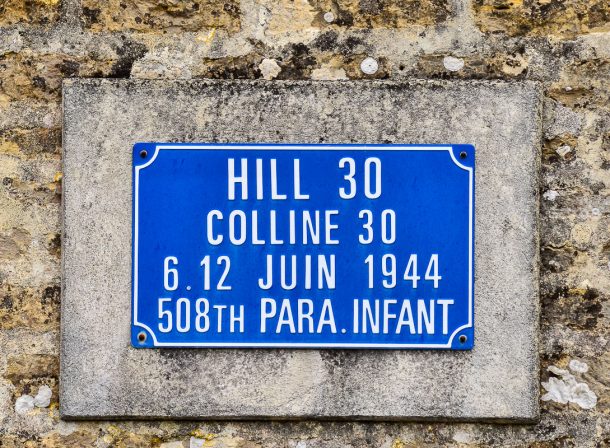 HILL 30
COLLINE 30
6.12 JUIN 1944
508TH PARA.INFANT